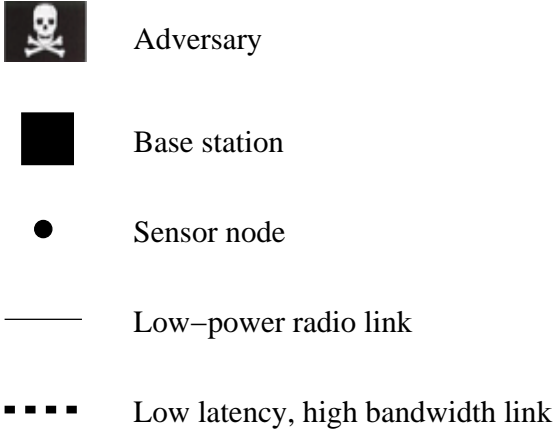 Adversary
Base station
Sensor node
Low−power radio link
Low latency, high bandwidth link